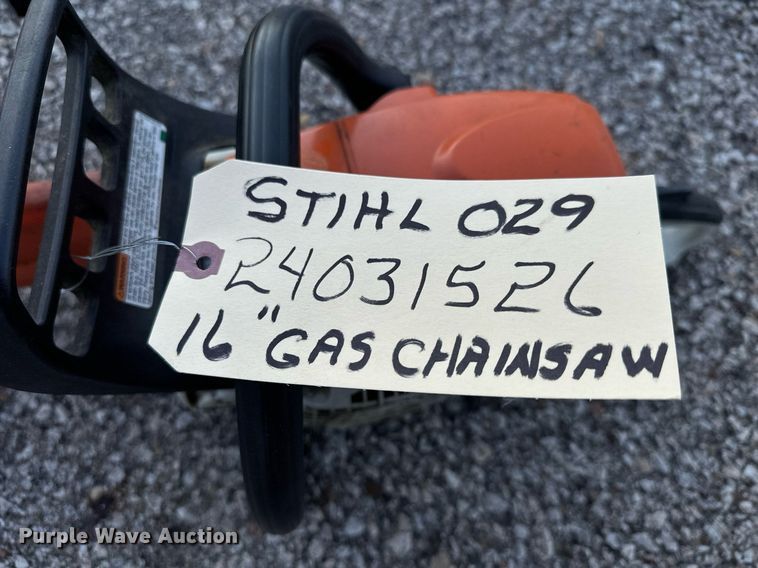 STIHL 029
24031526
16" GAS CHAINSAW
Purple Wave Auction